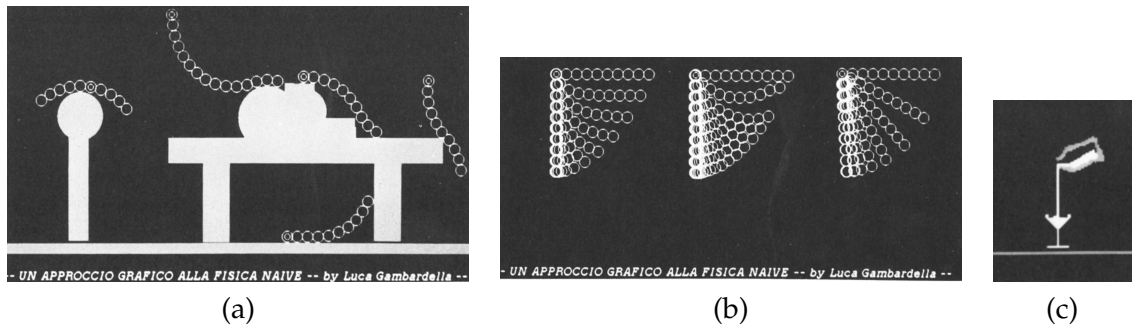 -- UN APPROCCIO GRAFICO ALLA FISICA NAIVE -- by Luca Gambardella --
- UN APPROCCIO GRAFICO ALLA FISICA NAIVE -- by Luca Gambardella --
(a)
(b)
(c)